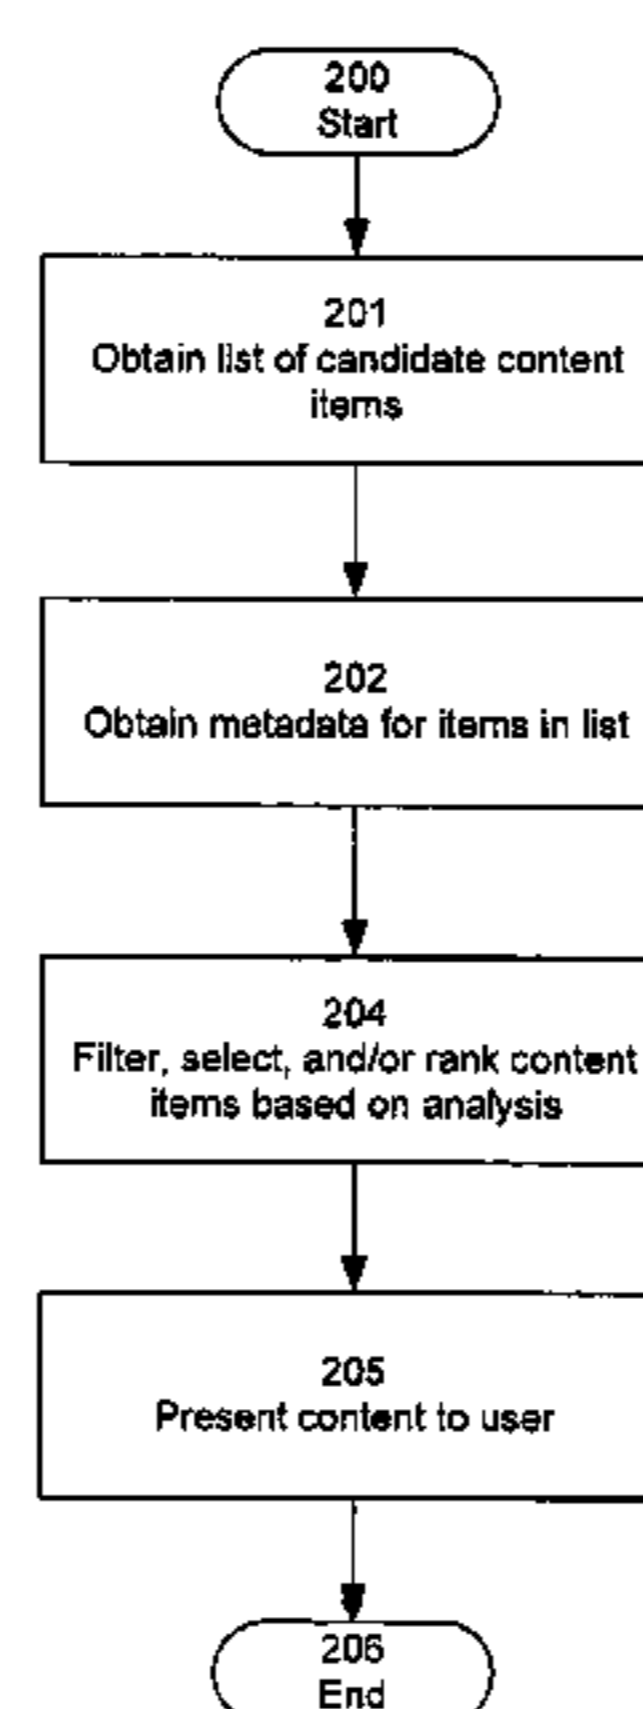 200
Start
201
Obtain list of candidate content
items
202
Obtain metadata for items in list
204
Filter, select, and/or rank content
items based on analysis
205
Present content to user
206
End